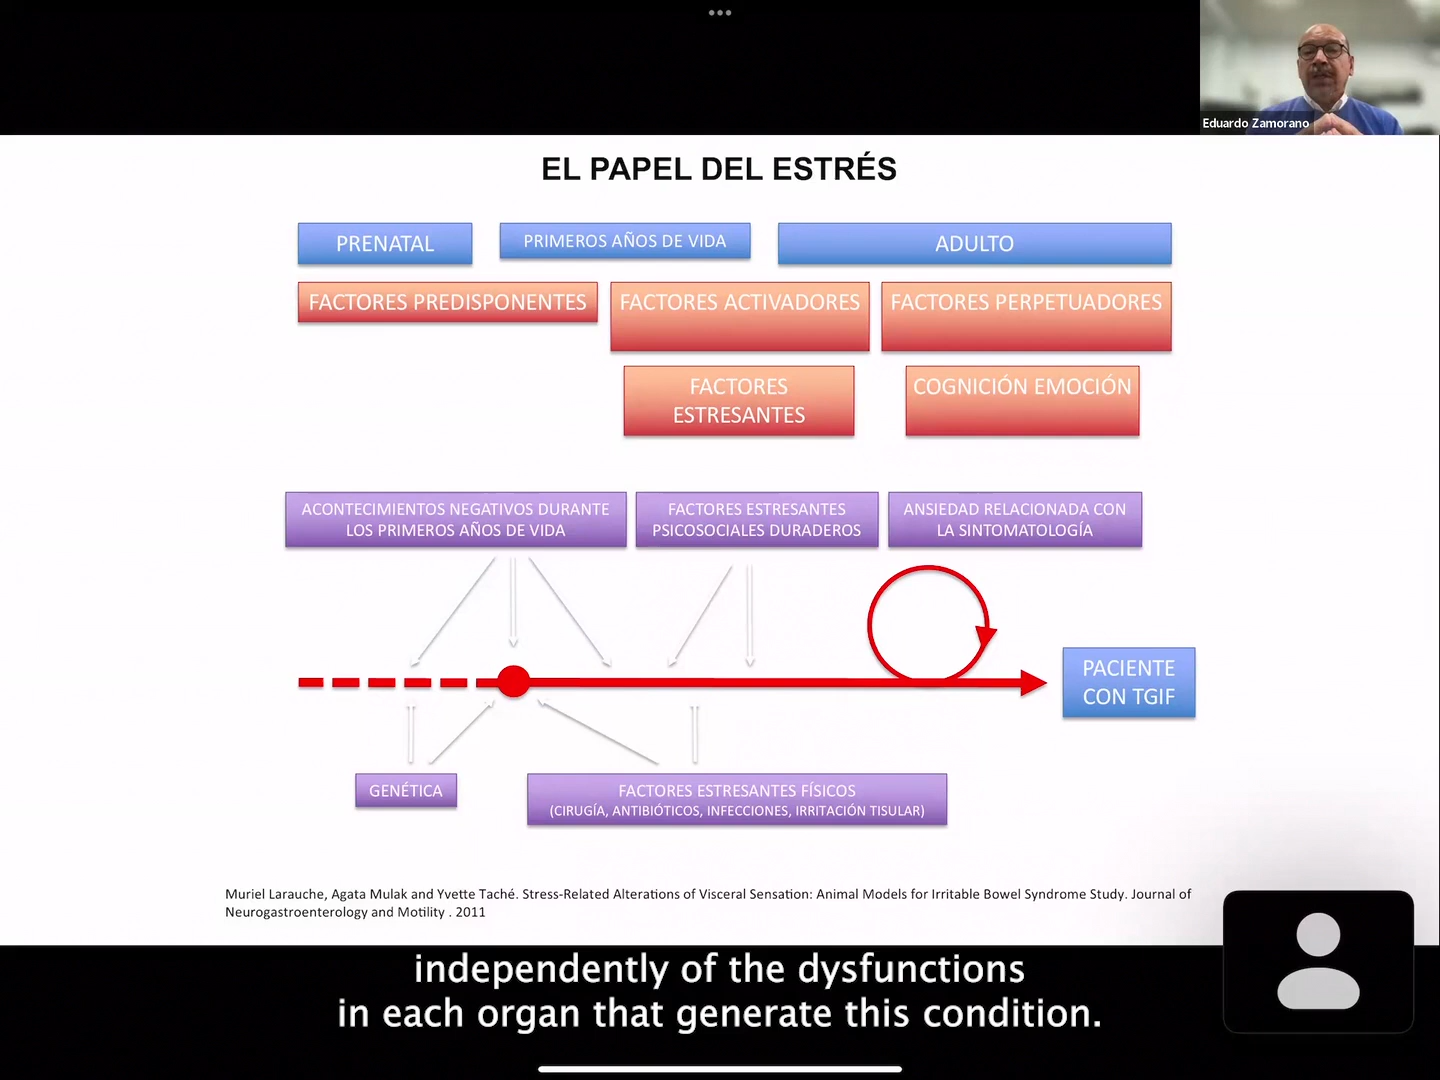 Eduardo Zamorano
EL PAPEL DEL ESTRÉS
PRENATAL
PRIMEROS AÑOS DE VIDA
ADULTO
FACTORES PREDISPONENTES
FACTORES ACTIVADORES
FACTORES PERPETUADORES
FACTORES
ESTRESANTES
COGNICIÓN EMOCIÓN
ACONTECIMIENTOS NEGATIVOS DURANTE
LOS PRIMEROS AÑOS DE VIDA
FACTORES ESTRESANTES
PSICOSOCIALES DURADEROS
ANSIEDAD RELACIONADA CON
LA SINTOMATOLOGÍA
PACIENTE
CON TGIF
GENÉTICA
FACTORES ESTRESANTES FÍSICOS
(CIRUGÍA, ANTIBIÓTICOS, INFECCIONES, IRRITACIÓN TISULAR)
Muriel Larauche, Agata Mulak and Yvette Taché. Stress-Related Alterations of Visceral Sensation: Animal Models for Irritable Bowel Syndrome Study. Journal of
Neurogastroenterology and Motility . 2011
independently of the dysfunctions
in each organ that generate this condition.